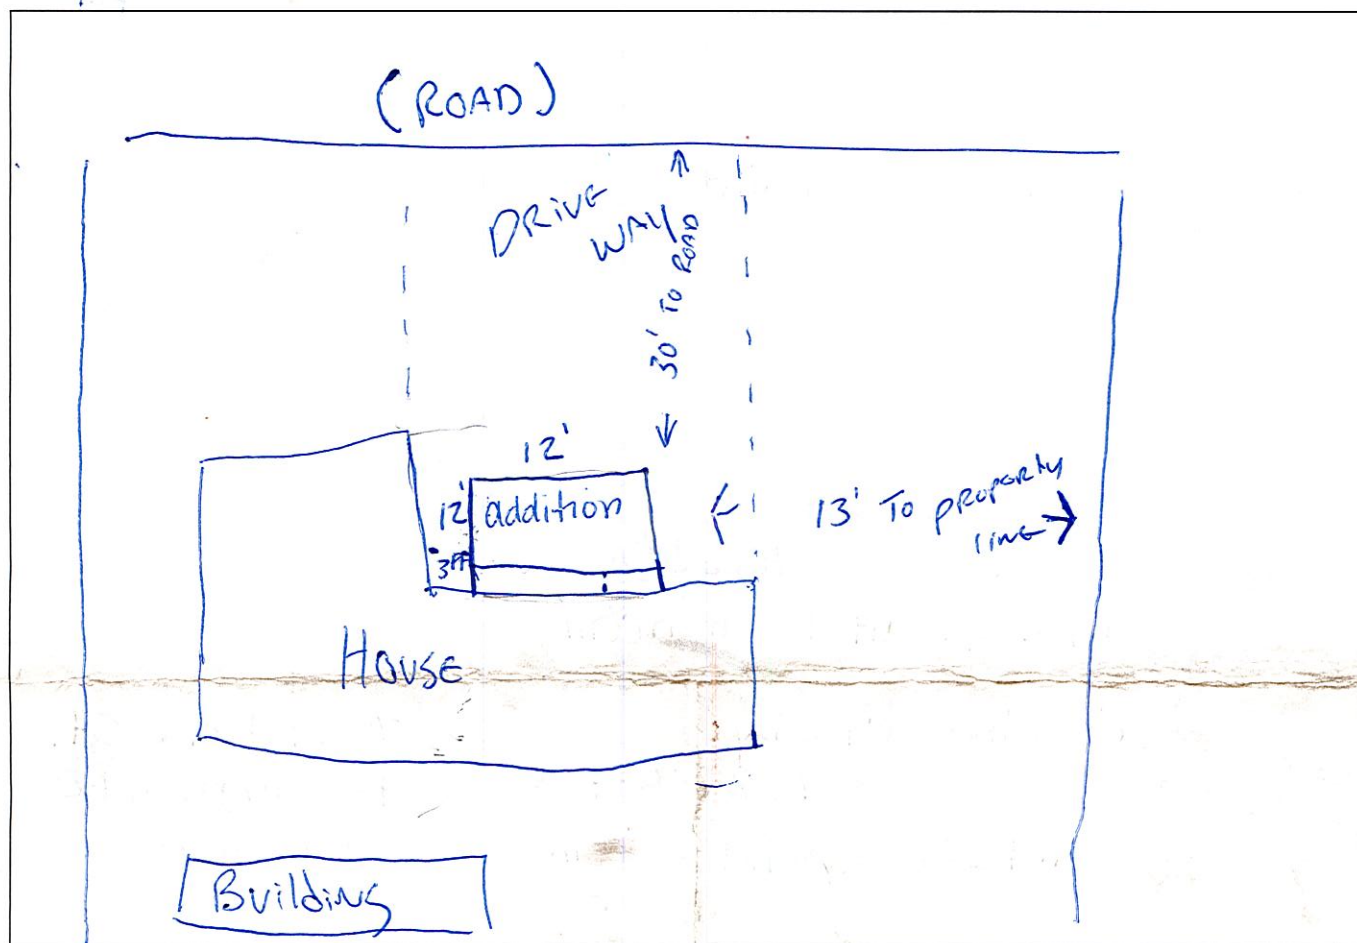 (ROAD)
DRIVE
WAY
30' TO ROAD
12'
12'
addition
3ft
13' TO property
line
House
Building